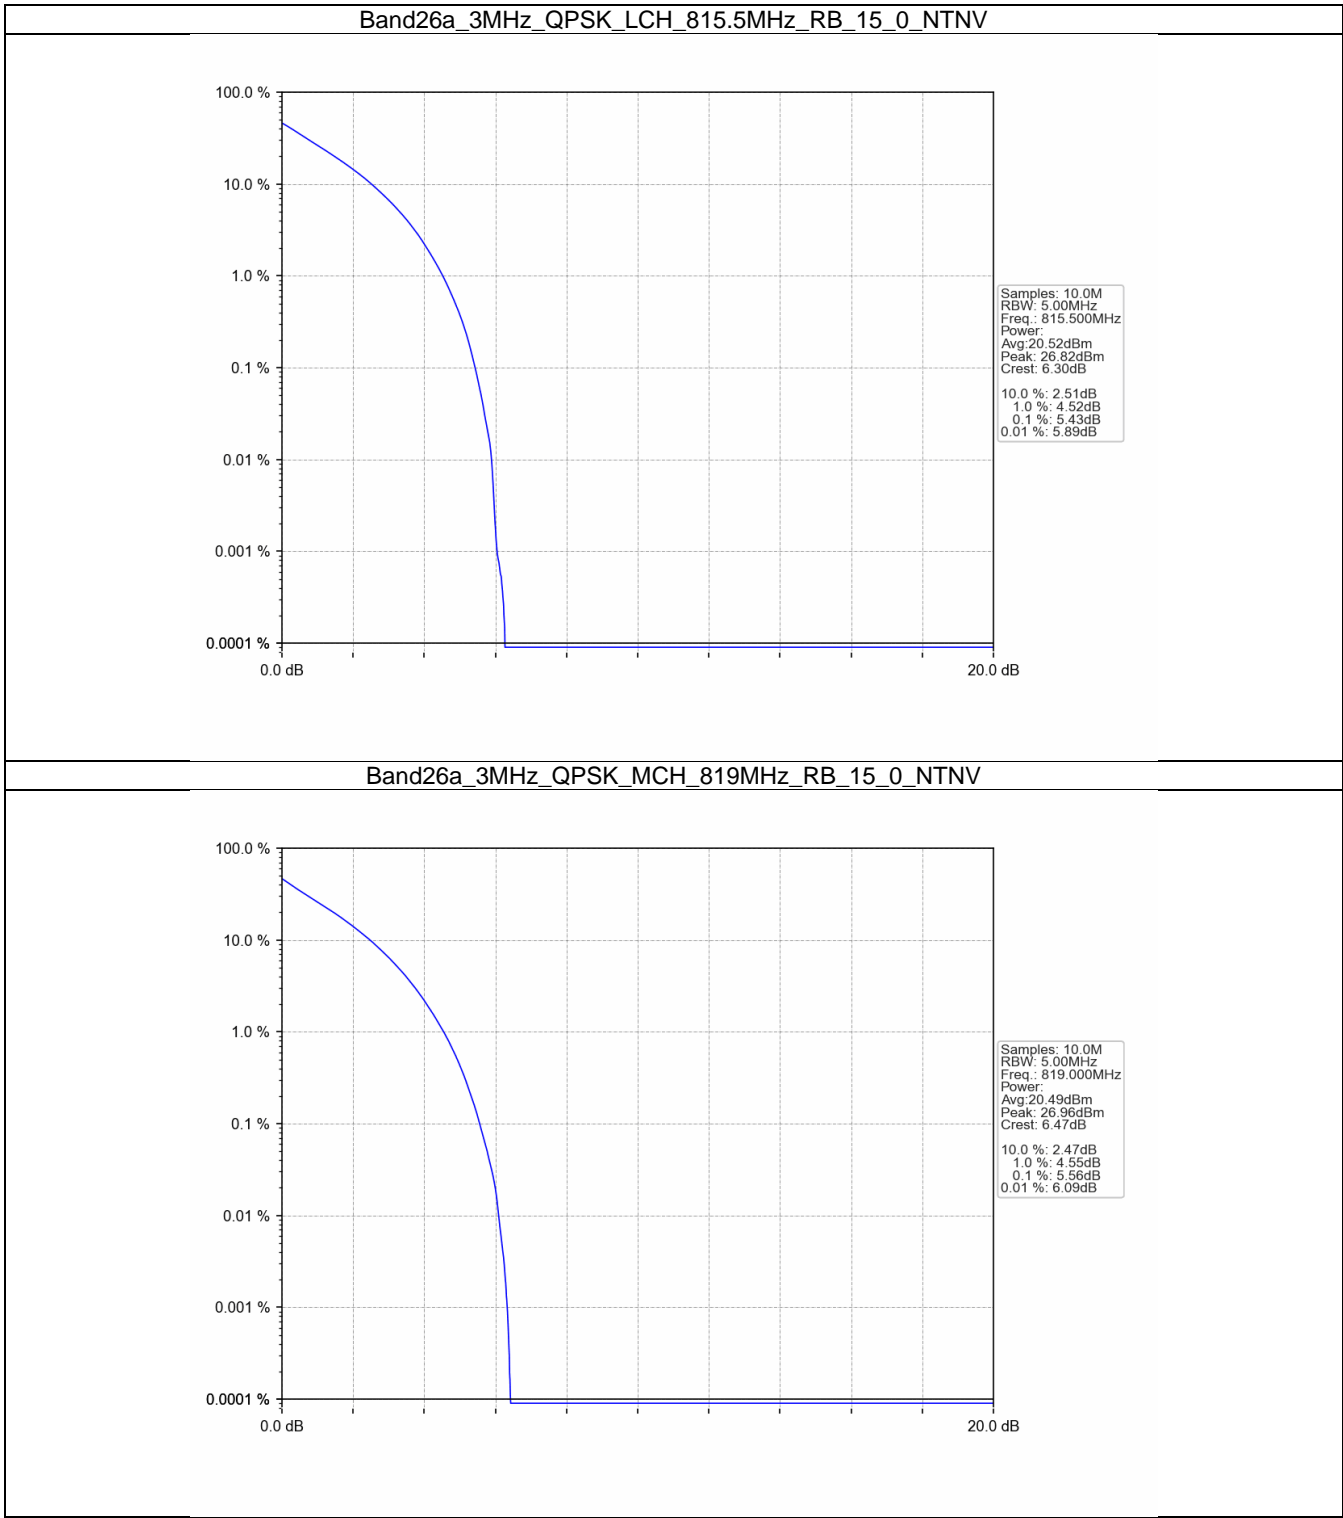 Band26a_3MHz_QPSK_LCH_815.5MHz_RB_15_0_NTNV
100.0 %
10.0 %
1.0 %
0.1 %
0.01 %
0.001 %
0.0001 %
0.0 dB
20.0 dB
Samples: 10.0M
RBW: 5.00MHz
Freq.: 815.500MHz
Power:
Avg:20.52dBm
Peak: 26.82dBm
Crest: 6.30dB
10.0 %: 2.51dB
1.0 %: 4.52dB
0.1 %: 5.43dB
0.01 %: 5.89dB
Band26a_3MHz_QPSK_MCH_819MHz_RB_15_0_NTNV
100.0 %
10.0 %
1.0 %
0.1 %
0.01 %
0.001 %
0.0001 %
0.0 dB
20.0 dB
Samples: 10.0M
RBW: 5.00MHz
Freq.: 819.000MHz
Power:
Avg:20.49dBm
Peak: 26.96dBm
Crest: 6.47dB
10.0 %: 2.47dB
1.0 %: 4.55dB
0.1 %: 5.56dB
0.01 %: 6.09dB